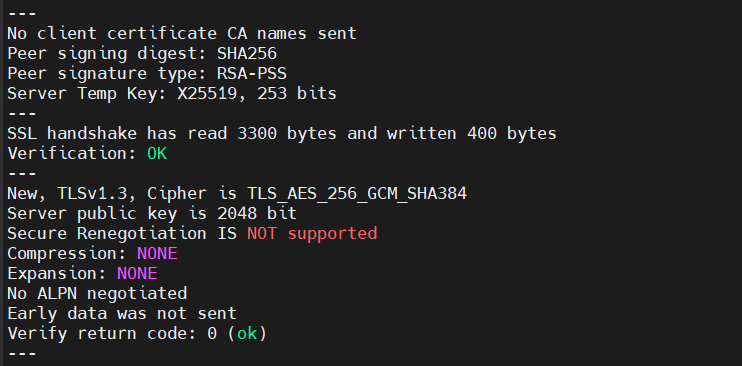 ---
No client certificate CA names sent
Peer signing digest: SHA256
Peer signature type: RSA-PSS
Server Temp Key: X25519, 253 bits
---
SSL handshake has read 3300 bytes and written 400 bytes
Verification: OK
---
New, TLSv1.3, Cipher is TLS_AES_256_GCM_SHA384
Server public key is 2048 bit
Secure Renegotiation IS NOT supported
Compression: NONE
Expansion: NONE
No ALPN negotiated
Early data was not sent
Verify return code: 0 (ok)
---